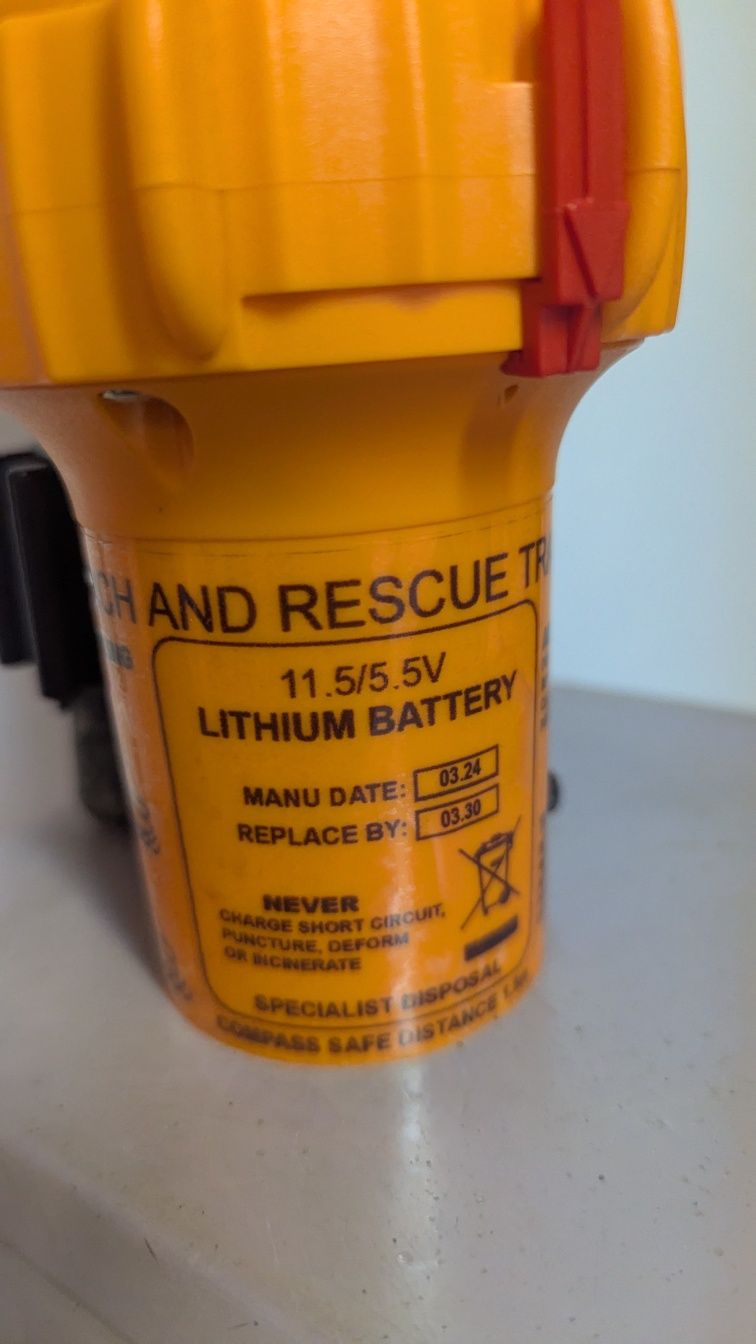 CH AND RESCUE TR
11.5/5.5V
LITHIUM BATTERY
MANU DATE: 03.24
REPLACE BY: 03.30
NEVER
CHARGE SHORT CIRCUIT,
PUNCTURE, DEFORM
OR INCINERATE
SPECIALIST DISPOSAL
COMPASS SAFE DISTANCE